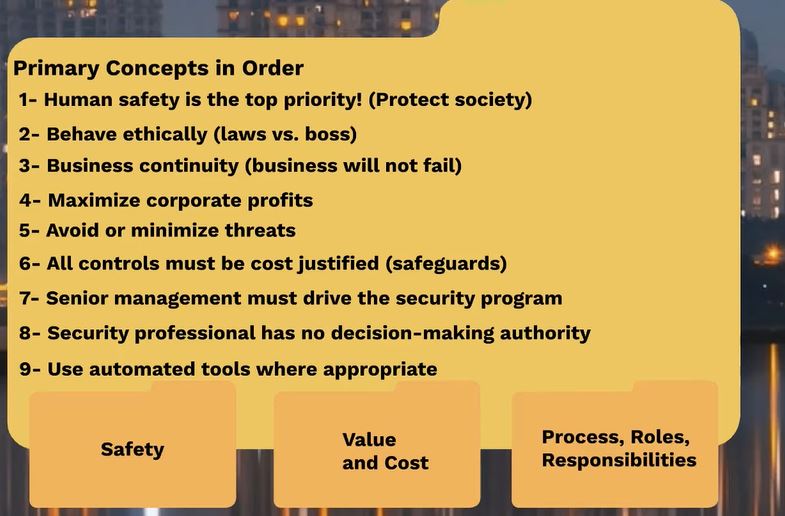 Primary Concepts in Order
1- Human safety is the top priority! (Protect society)
2- Behave ethically (laws vs. boss)
3- Business continuity (business will not fail)
4- Maximize corporate profits
5- Avoid or minimize threats
6- All controls must be cost justified (safeguards)
7- Senior management must drive the security program
8- Security professional has no decision-making authority
9- Use automated tools where appropriate
Safety
Value
and Cost
Process, Roles,
Responsibilities